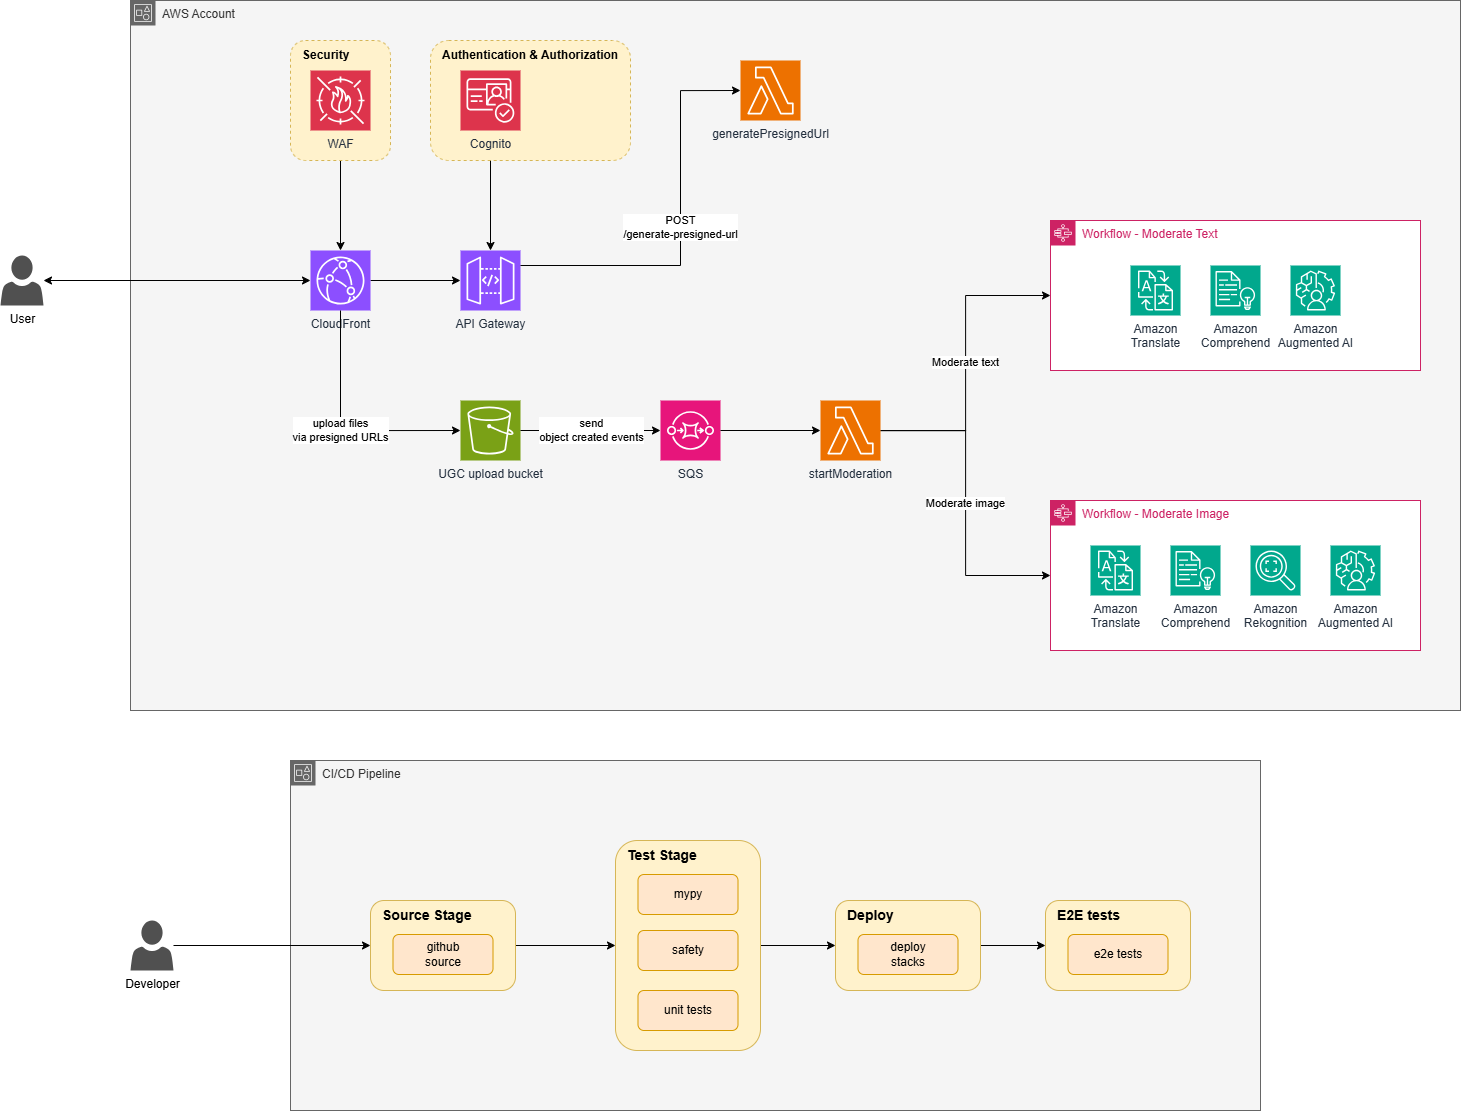 AWS Account
Security
WAF
Authentication & Authorization
Cognito
generatePresignedUrl
POST
/generate-presigned-url
User
CloudFront
API Gateway
Workflow - Moderate Text
Amazon
Translate
Amazon
Comprehend
Amazon
Augmented AI
Moderate text
upload files
via presigned URLs
UGC upload bucket
send
object created events
SQS
startModeration
Moderate image
Workflow - Moderate Image
Amazon
Translate
Amazon
Comprehend
Amazon
Rekognition
Amazon
Augmented AI
CI/CD Pipeline
Developer
Source Stage
github
source
Test Stage
mypy
safety
unit tests
Deploy
deploy
stacks
E2E tests
e2e tests